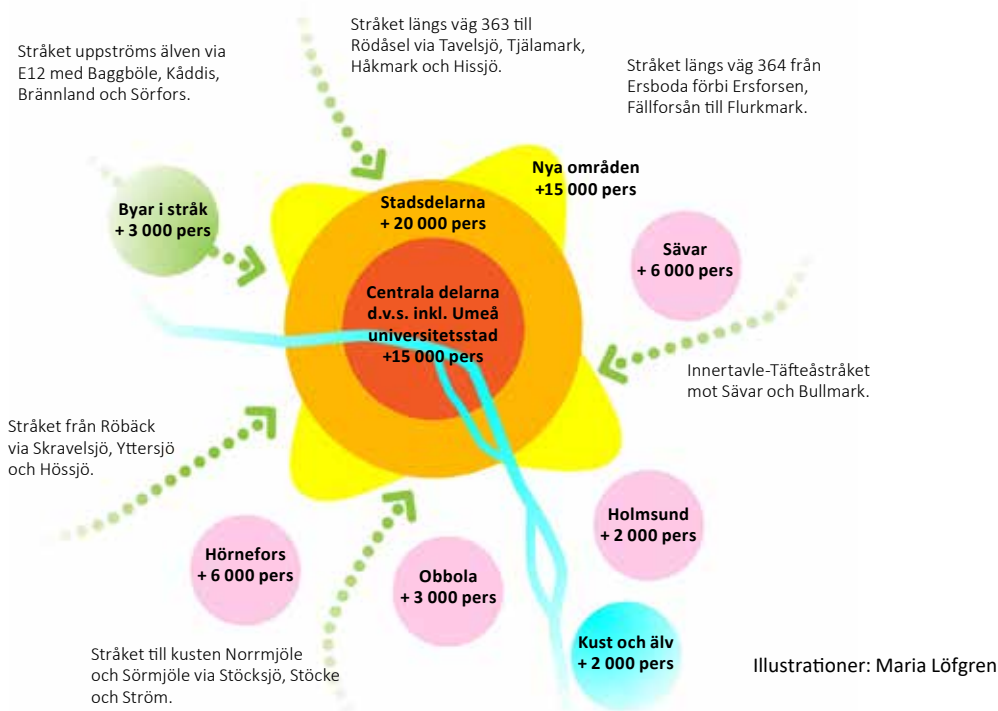 Stråket uppströms älven via
E12 med Baggböle, Kåddis,
Brännland och Sörfors.
Stråket längs väg 363 till
Rödåsel via Tavelsjö, Tjälamark,
Håkmark och Hissjö.
Stråket längs väg 364 från
Ersboda förbi Ersforsen,
Fällforsån till Flurkmark.
Nya områden
+15 000 pers
Byar i stråk
+ 3 000 pers
Stadsdelarna
+ 20 000 pers
Sävar
+ 6 000 pers
Centrala delarna
d.v.s. inkl. Umeå
universitetsstad
+15 000 pers
Innertavle-Täfteåstråket
mot Sävar och Bullmark.
Stråket från Röbäck
via Skravelsjö, Yttersjö
och Hössjö.
Holmsund
+ 2 000 pers
Hörnefors
+ 6 000 pers
Obbola
+ 3 000 pers
Kust och älv
+ 2 000 pers
Stråket till kusten Norrmjöle
och Sörmjöle via Stöcksjö, Stöcke
och Ström.
Illustrationer: Maria Löfgren